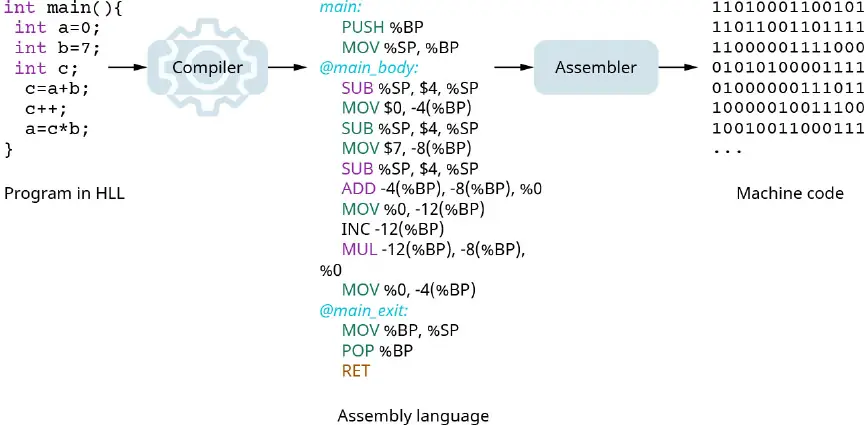 int main(){
int a=0;
int b=7;
int c;
c=a+b;
c++;
a=c*b;
}
Program in HLL
Compiler
main:
PUSH %BP
MOV %SP, %BP
@main_body:
SUB %SP, $4, %SP
MOV $0, -4(%BP)
SUB %SP, $4, %SP
MOV $7, -8(%BP)
SUB %SP, $4, %SP
ADD -4(%BP), -8(%BP), %0
MOV %0, -12(%BP)
INC -12(%BP)
MUL -12(%BP), -8(%BP),
%0
MOV %0, -4(%BP)
@main_exit:
MOV %BP, %SP
POP %BP
RET
Assembly language
Assembler
11010001100101
11011001101111
11000001111000
01010100001111
01000000111011
10000010011100
10010011000111
...
Machine code